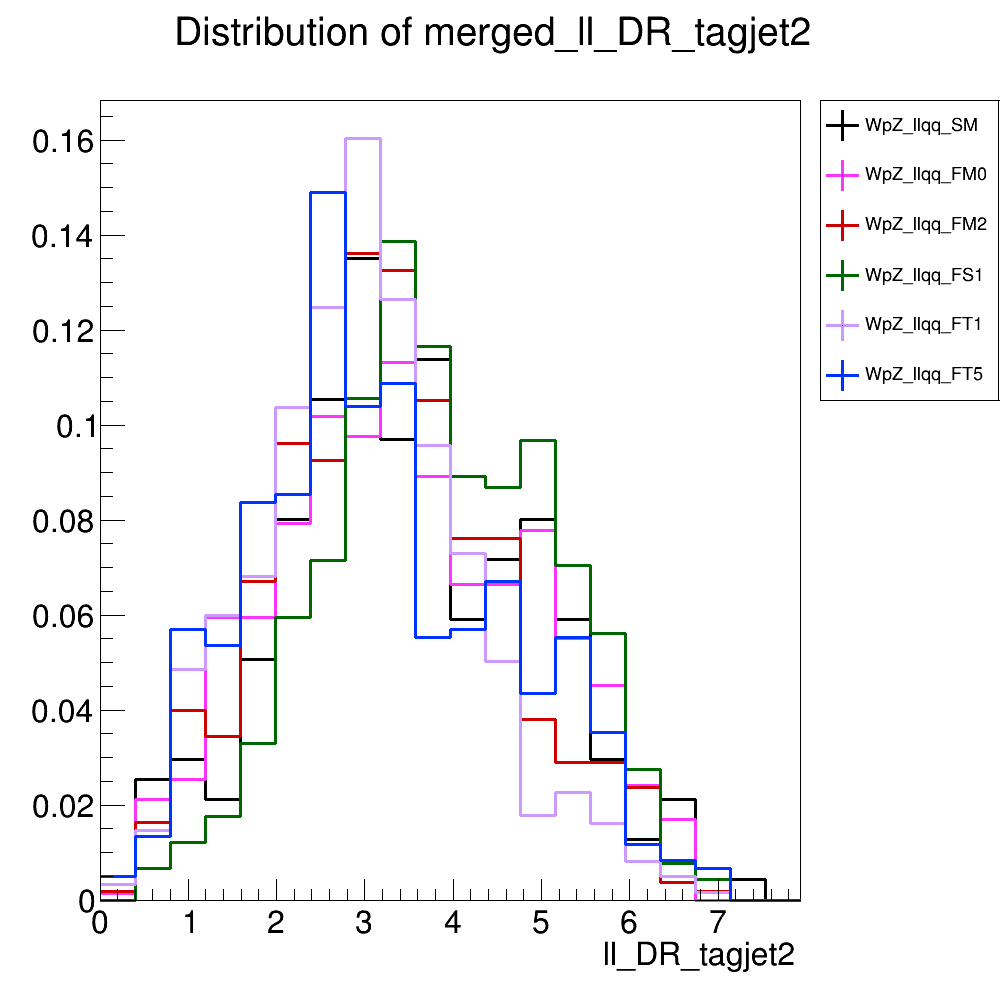 Distribution of merged_ll_DR_tagjet2
WpZ_llqq_SM
WpZ_llqq_FM0
WpZ_llqq_FM2
WpZ_llqq_FS1
WpZ_llqq_FT1
WpZ_llqq_FT5
0.16
0.14
0.12
0.1
0.08
0.06
0.04
0.02
0
0 1 2 3 4 5 6 7
ll_DR_tagjet2